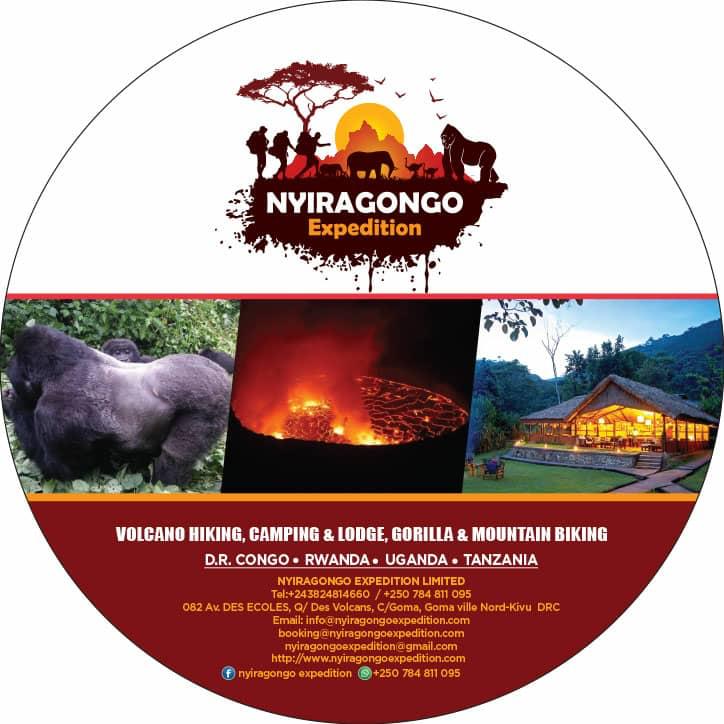 NYIRAGONGO
Expedition
VOLCANO HIKING, CAMPING & LODGE, GORILLA & MOUNTAIN BIKING
D.R. CONGO • RWANDA • UGANDA • TANZANIA
NYIRAGONGO EXPEDITION LIMITED
Tel:+243824814660 / +250 784 811 095
082 Av. DES ECOLES, Q/ Des Volcans, C/Goma, Goma ville Nord-Kivu DRC
Email: info@nyiragongoexpedition.com
booking@nyiragongoexpedition.com
nyiragongoexpedition@gmail.com
http://www.nyiragongoexpedition.com
nyiragongo expedition +250 784 811 095